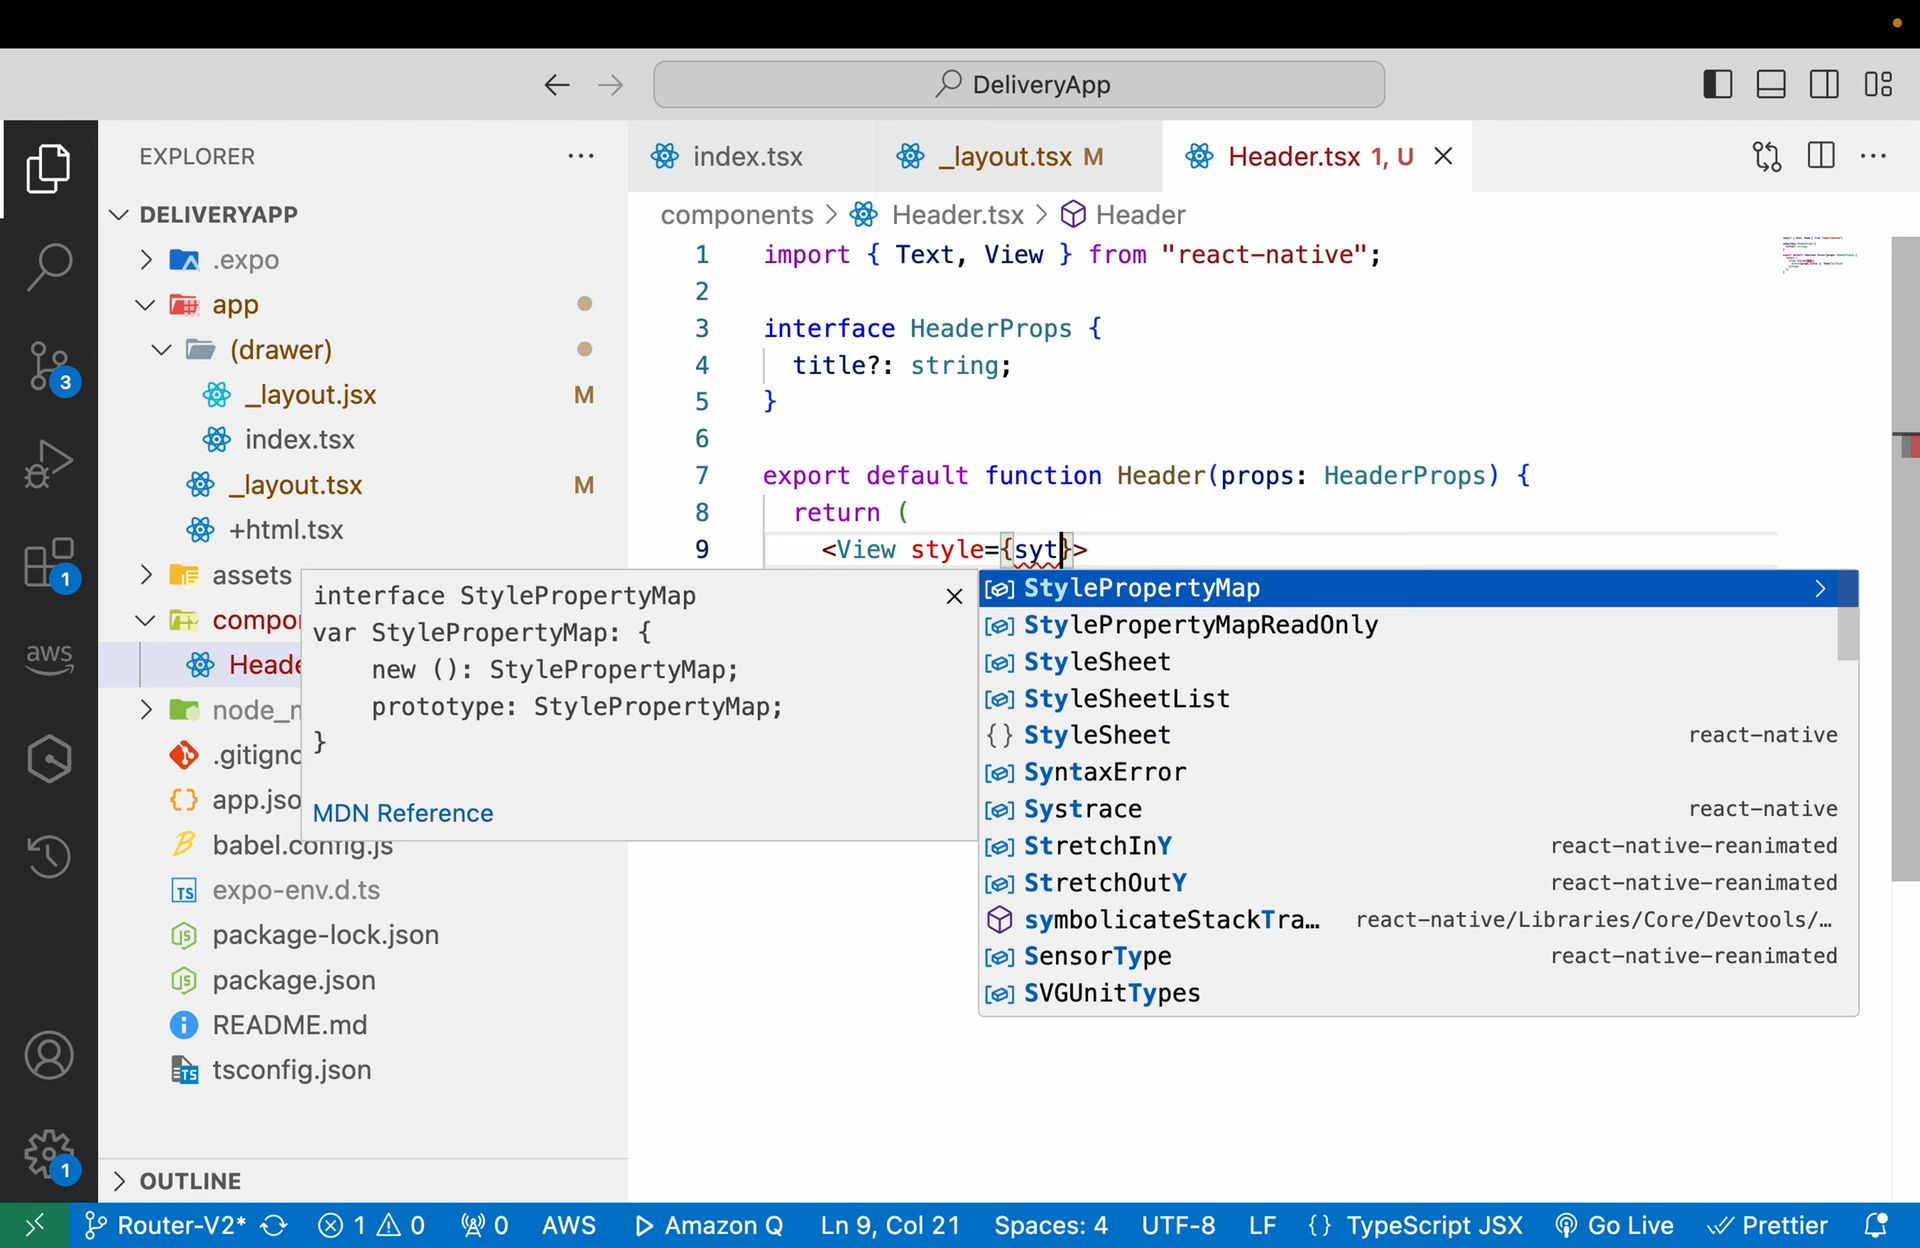 DeliveryApp
EXPLORER
DELIVERYAPP
.expo
app
(drawer)
_layout.jsx M
index.tsx
_layout.tsx M
+html.tsx
assets
compo
Heade
node_m
.gitigno
app.jso
babel.config.js
expo-env.d.ts
package-lock.json
package.json
README.md
tsconfig.json
OUTLINE
3
1
aws
1
index.tsx
_layout.tsx M
Header.tsx 1, U
components > Header.tsx > Header
1 import { Text, View } from "react-native";
2
3 interface HeaderProps {
4 title?: string;
5 }
6
7 export default function Header(props: HeaderProps) {
8 return (
9 <View style={syt}>
interface StylePropertyMap
var StylePropertyMap: {
new (): StylePropertyMap;
prototype: StylePropertyMap;
}
MDN Reference
StylePropertyMap
StylePropertyMapReadOnly
StyleSheet
StyleSheetList
StyleSheet react-native
SyntaxError
Systrace react-native
StretchInY react-native-reanimated
StretchOutY react-native-reanimated
symbolicateStackTra… react-native/Libraries/Core/Devtools/…
SensorType react-native-reanimated
SVGUnitTypes
Router-V2* 1 0 0 AWS Amazon Q Ln 9, Col 21 Spaces: 4 UTF-8 LF {} TypeScript JSX Go Live Prettier